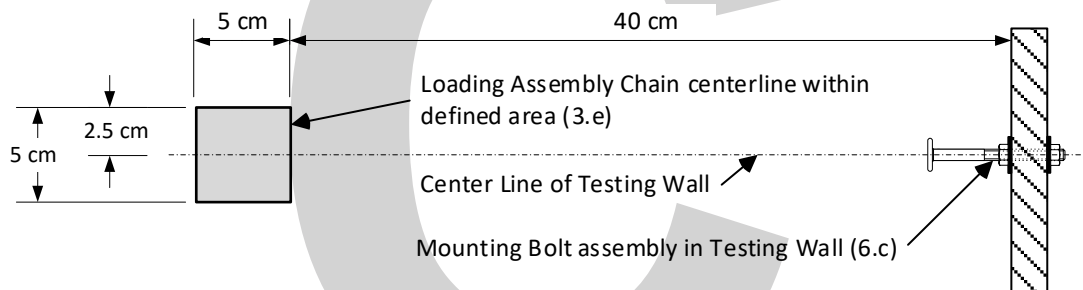 5 cm
40 cm
Loading Assembly Chain centerline within
defined area (3.e)
2.5 cm
5 cm
Center Line of Testing Wall
Mounting Bolt assembly in Testing Wall (6.c)